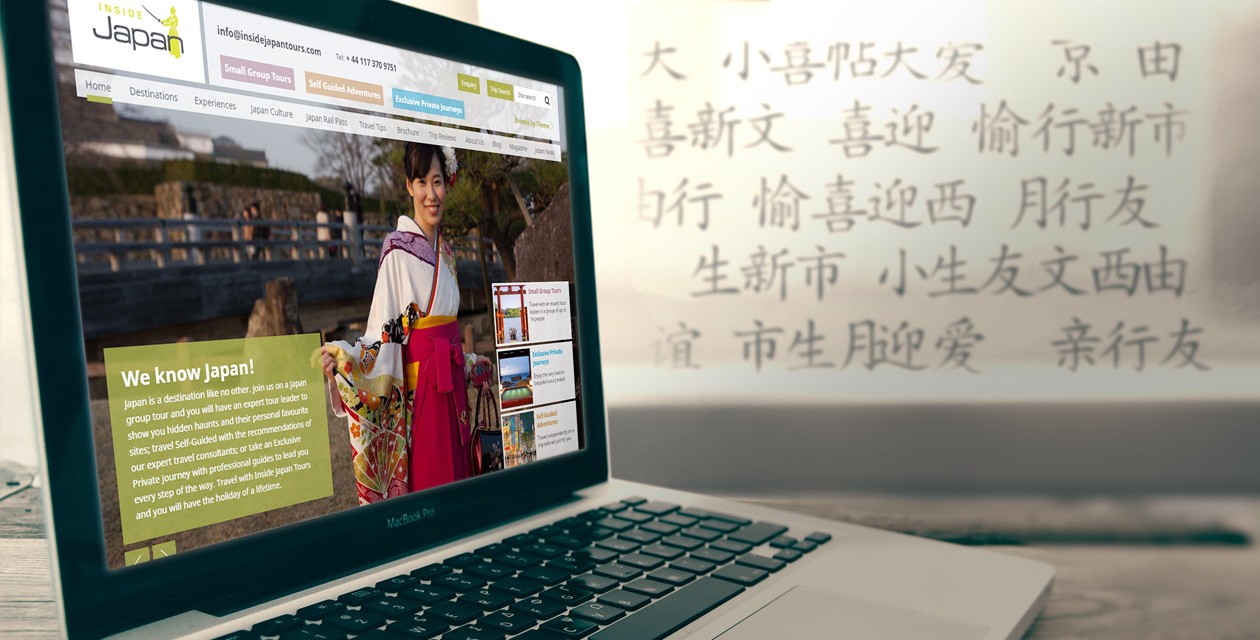 INSIDE
Japan
info@insidejapantours.com
Tel: + 44 117 370 9751
Small Group Tours
Self Guided Adventures
Exclusive Private Journeys
Enquiry
Trip Search
Site search
Browse by Theme
Home
Destinations
Experiences
Japan Culture
Japan Rail Pass
Travel Tips
Brochure
Trip Reviews
About Us
Blog
Magazine
Japan News
We know Japan!
Japan is a destination like no other. Join us on a Japan
group tour and you will have an expert tour leader to
show you hidden haunts and their personal favourite
sites; travel Self-Guided with the recommendations of
our expert travel consultants; or take an Exclusive
Private Journey with professional guides to lead you
every step of the way. Travel with Inside Japan Tours
and you will have the holiday of a lifetime.
Small Group Tours
Travel with an expert tour
leader in a group of up to
14 people
Exclusive Private
Journeys
Enjoy the very best in
bespoke luxury travel
Self-Guided
Adventures
Travel independently on a
trip tailored just for you
MacBook Pro
大 小喜帖大 京 由
喜新文 喜迎 愉行新市
由行 愉喜迎西 月行友
生新市 小生友文西由
谊 市生月迎爱 亲行友